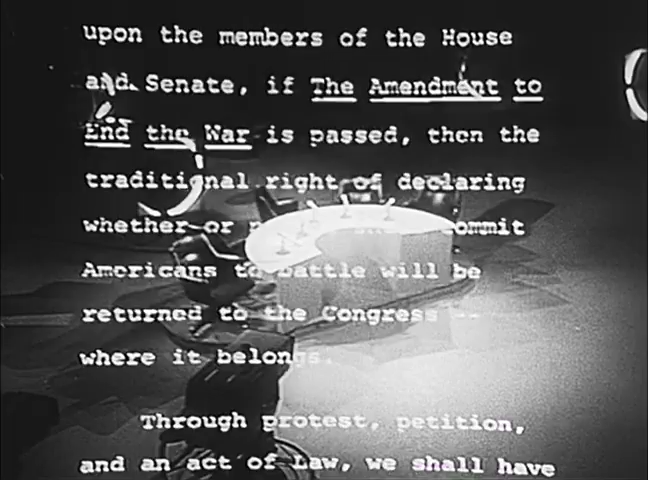 upon the members of the House
and Senate, if The Amendment to
End the War is passed, then the
traditional right of declaring
whether or commit
Americans to battle will be
returned to the Congress --
where it belongs.
Through protest, petition,
and an act of Law, we shall have